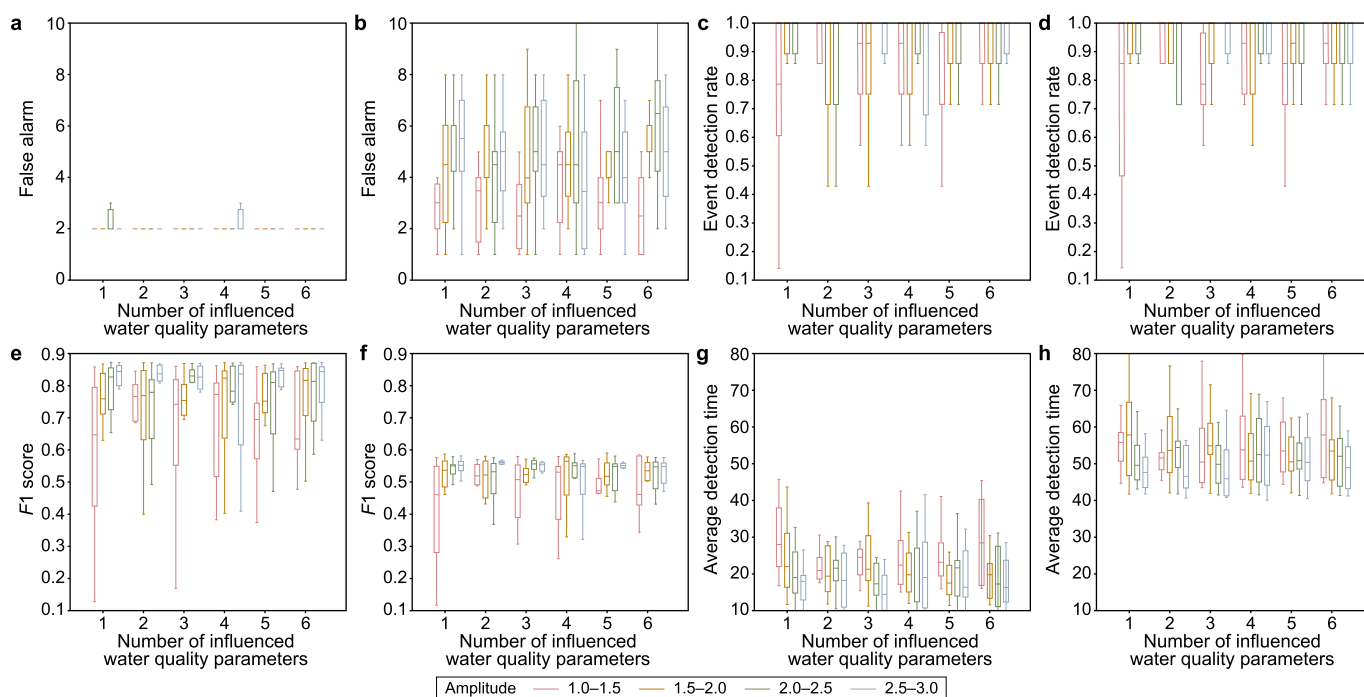 a
10
8
6
4
2
0
False alarm
1 2 3 4 5 6
Number of influenced
water quality parameters
b
10
8
6
4
2
0
False alarm
1 2 3 4 5 6
Number of influenced
water quality parameters
c
1.0
0.9
0.8
0.7
0.6
0.5
0.4
0.3
0.2
0.1
Event detection rate
1 2 3 4 5 6
Number of influenced
water quality parameters
d
1.0
0.9
0.8
0.7
0.6
0.5
0.4
0.3
0.2
0.1
Event detection rate
1 2 3 4 5 6
Number of influenced
water quality parameters
e
0.9
0.8
0.7
0.6
0.5
0.4
0.3
0.2
0.1
F1 score
1 2 3 4 5 6
Number of influenced
water quality parameters
f
0.9
0.8
0.7
0.6
0.5
0.4
0.3
0.2
0.1
F1 score
1 2 3 4 5 6
Number of influenced
water quality parameters
g
80
70
60
50
40
30
20
10
Average detection time
1 2 3 4 5 6
Number of influenced
water quality parameters
h
80
70
60
50
40
30
20
10
Average detection time
1 2 3 4 5 6
Number of influenced
water quality parameters
Amplitude 1.0–1.5 1.5–2.0 2.0–2.5 2.5–3.0